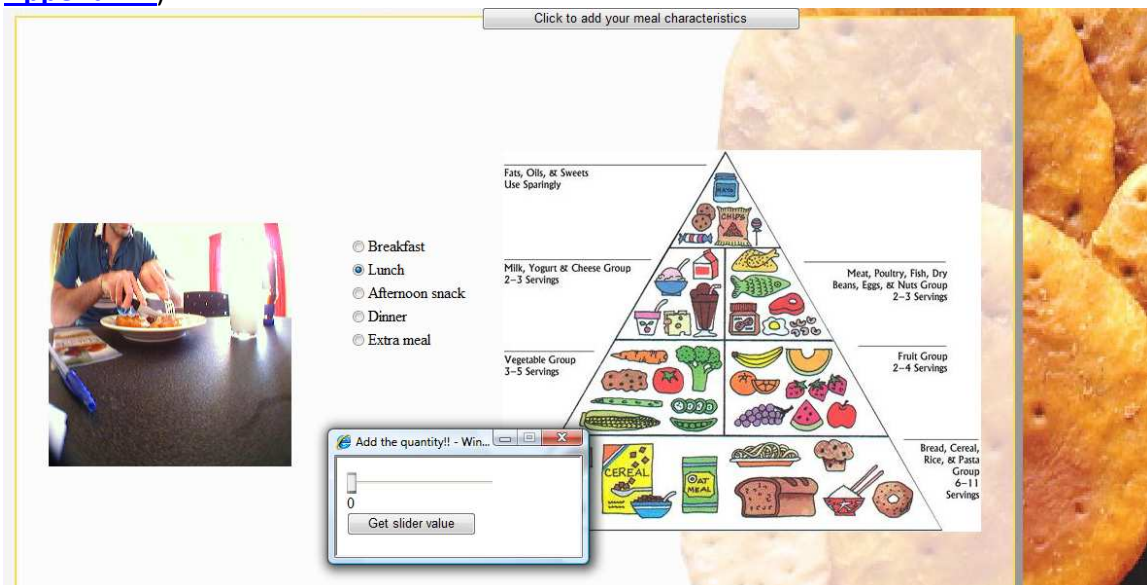 Click to add your meal characteristics
Fats, Oils, & Sweets
Use Sparingly
Breakfast
Lunch
Afternoon snack
Dinner
Extra meal
Milk, Yogurt & Cheese Group
2–3 Servings
Meat, Poultry, Fish, Dry
Beans, Eggs, & Nuts Group
2–3 Servings
Vegetable Group
3–5 Servings
Fruit Group
2–4 Servings
CHIPS
Bread, Cereal,
Rice, & Pasta
Group
6–11
Servings
CEREAL
OAT
MEAL
Add the quantity!! - Win...
0
Get slider value